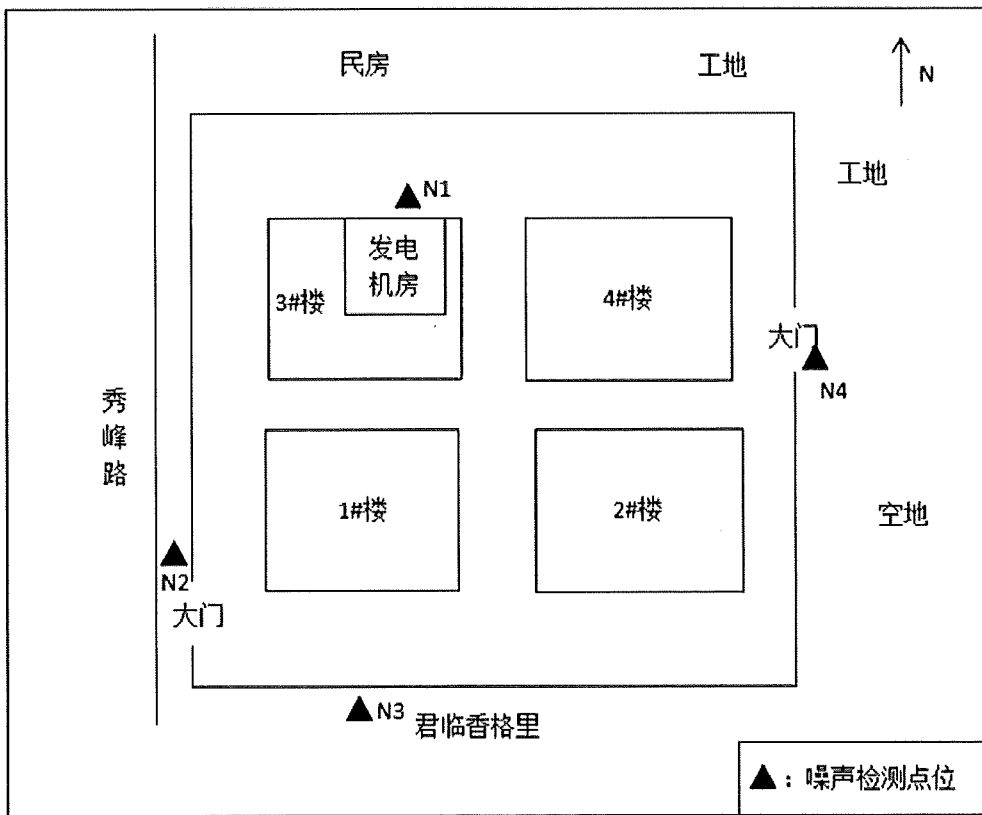 民房
工地
N
工地
N1
发电
机房
3#楼
4#楼
大门
N4
秀
峰
路
1#楼
2#楼
空地
N2
大门
N3
君临香格里
▲：噪声检测点位